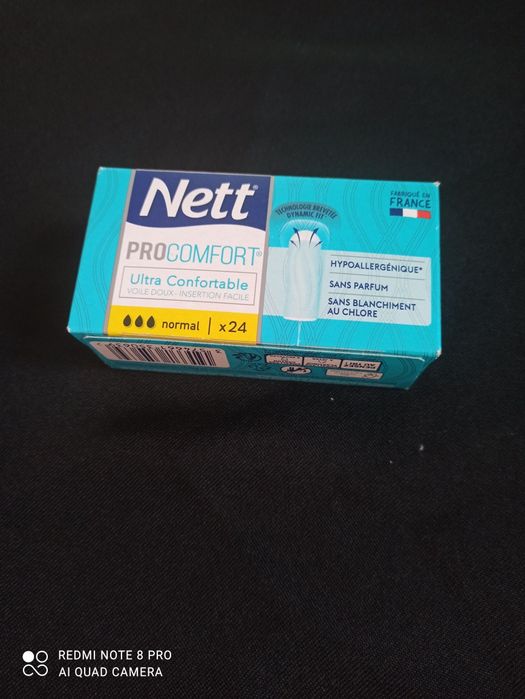 Nett®
PROCOMFORT®
Ultra Confortable
VOILE DOUX - INSERTION FACILE
normal | x24
TECHNOLOGIE BREVETÉE
DYNAMIC FIT
FABRIQUÉ EN
FRANCE
HYPOALLERGÉNIQUE*
SANS PARFUM
SANS BLANCHIMENT
AU CHLORE
REDMI NOTE 8 PRO
AI QUAD CAMERA